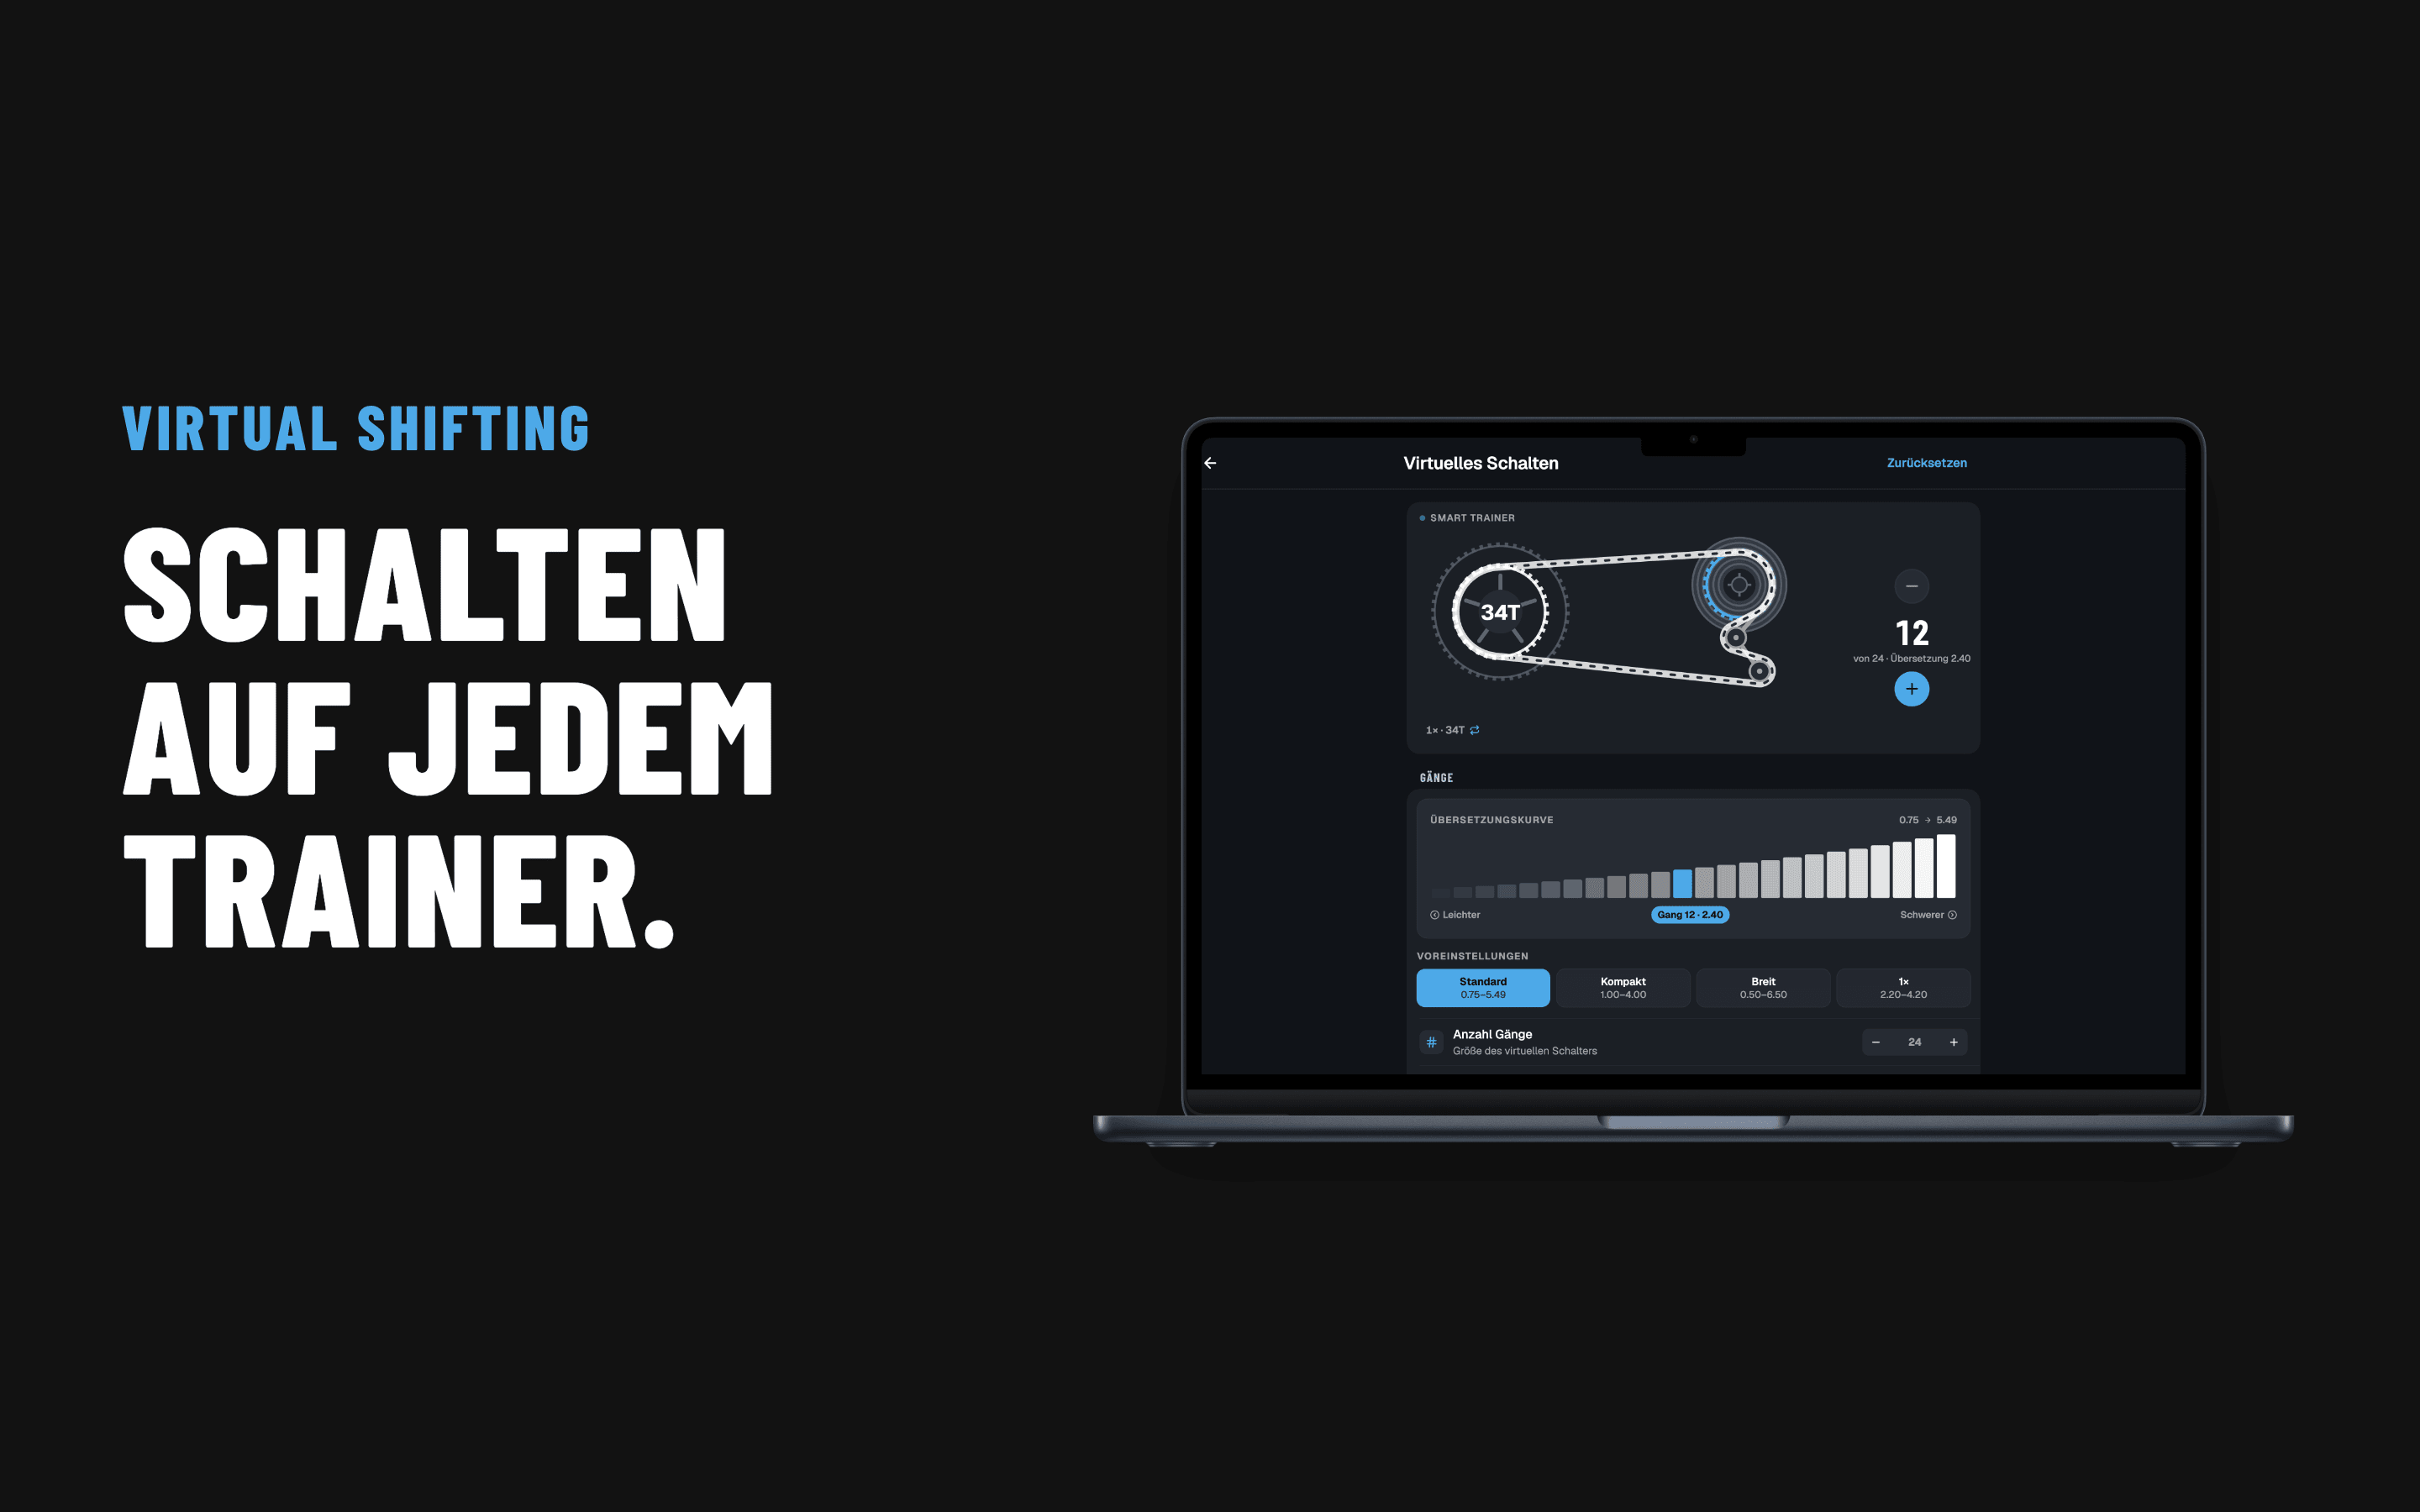 VIRTUAL SHIFTING
SCHALTEN
AUF JEDEM
TRAINER.
Virtuelles Schalten
Zurücksetzen
SMART TRAINER
34T
12
von 24 · Übersetzung 2.40
1× · 34T
GÄNGE
ÜBERSETZUNGSKURVE
0.75 → 5.49
Leichter
Gang 12 · 2.40
Schwerer
VOREINSTELLUNGEN
Standard
0.75–5.49
Kompakt
1.00–4.00
Breit
0.50–6.50
1×
2.20–4.20
# Anzahl Gänge
Größe des virtuellen Schalters
− 24 +